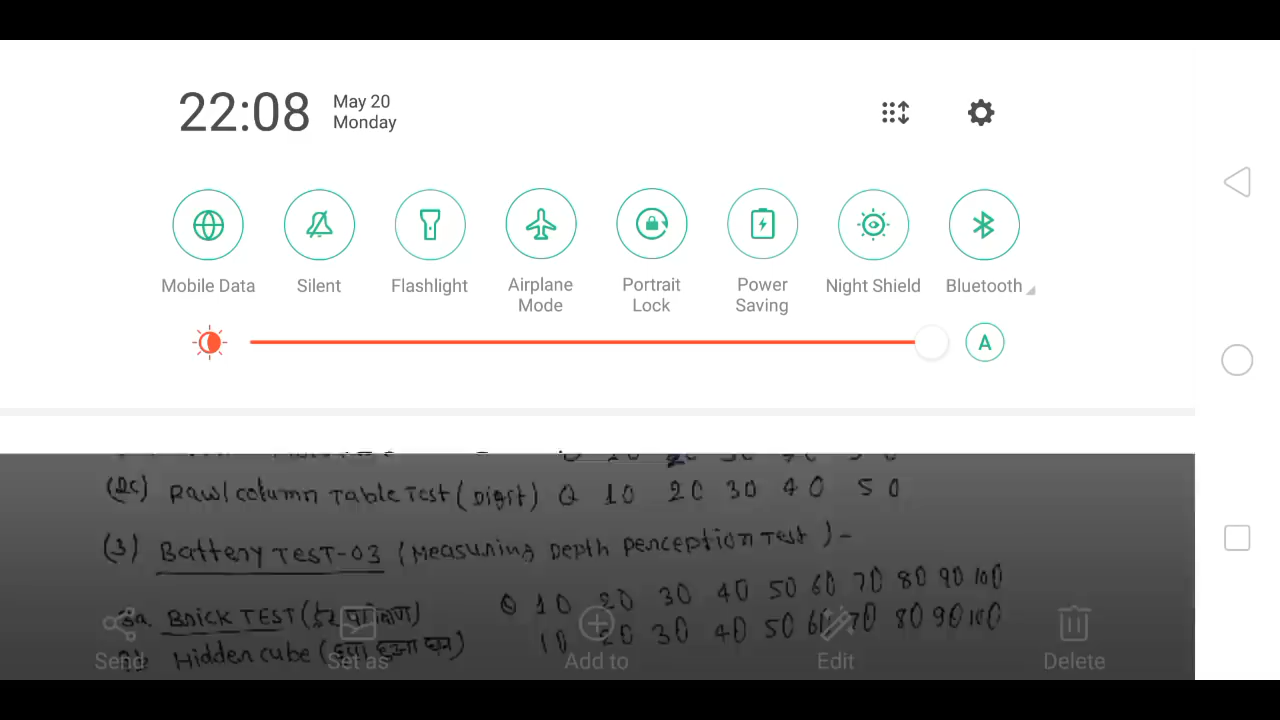 22:08
May 20
Monday
Mobile Data
Silent
Flashlight
Airplane
Mode
Portrait
Lock
Power
Saving
Night Shield
Bluetooth
A
(2c) Raw/column Table Test (Digit) 0 10 20 30 40 50
(3) Battery TEST-03 (Measuring Depth perception Test) -
3a. Brick TEST ( 0 10 20 30 40 50 60 70 80 90 100
Hidden cube ( हुआ घन) 10 20 30 40 50 60 70 80 90 100
Send
Set as
Add to
Edit
Delete